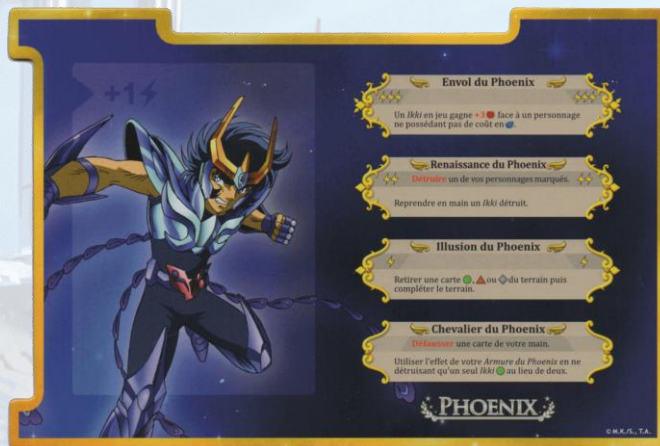 +1
Envol du Phoenix
Un Ikki en jeu gagne +3 face à un personnage
ne possédant pas de coût en .
Renaissance du Phoenix
Détruire un de vos personnages marqués.
Reprendre en main un Ikki détruit.
Illusion du Phoenix
Retirer une carte , ou du terrain puis
compléter le terrain.
Chevalier du Phoenix
Défausser une carte de votre main.
Utiliser l'effet de votre Armure du Phoenix en ne
détruisant qu'un seul Ikki au lieu de deux.
PHOENIX
© M.K./S., T.A.